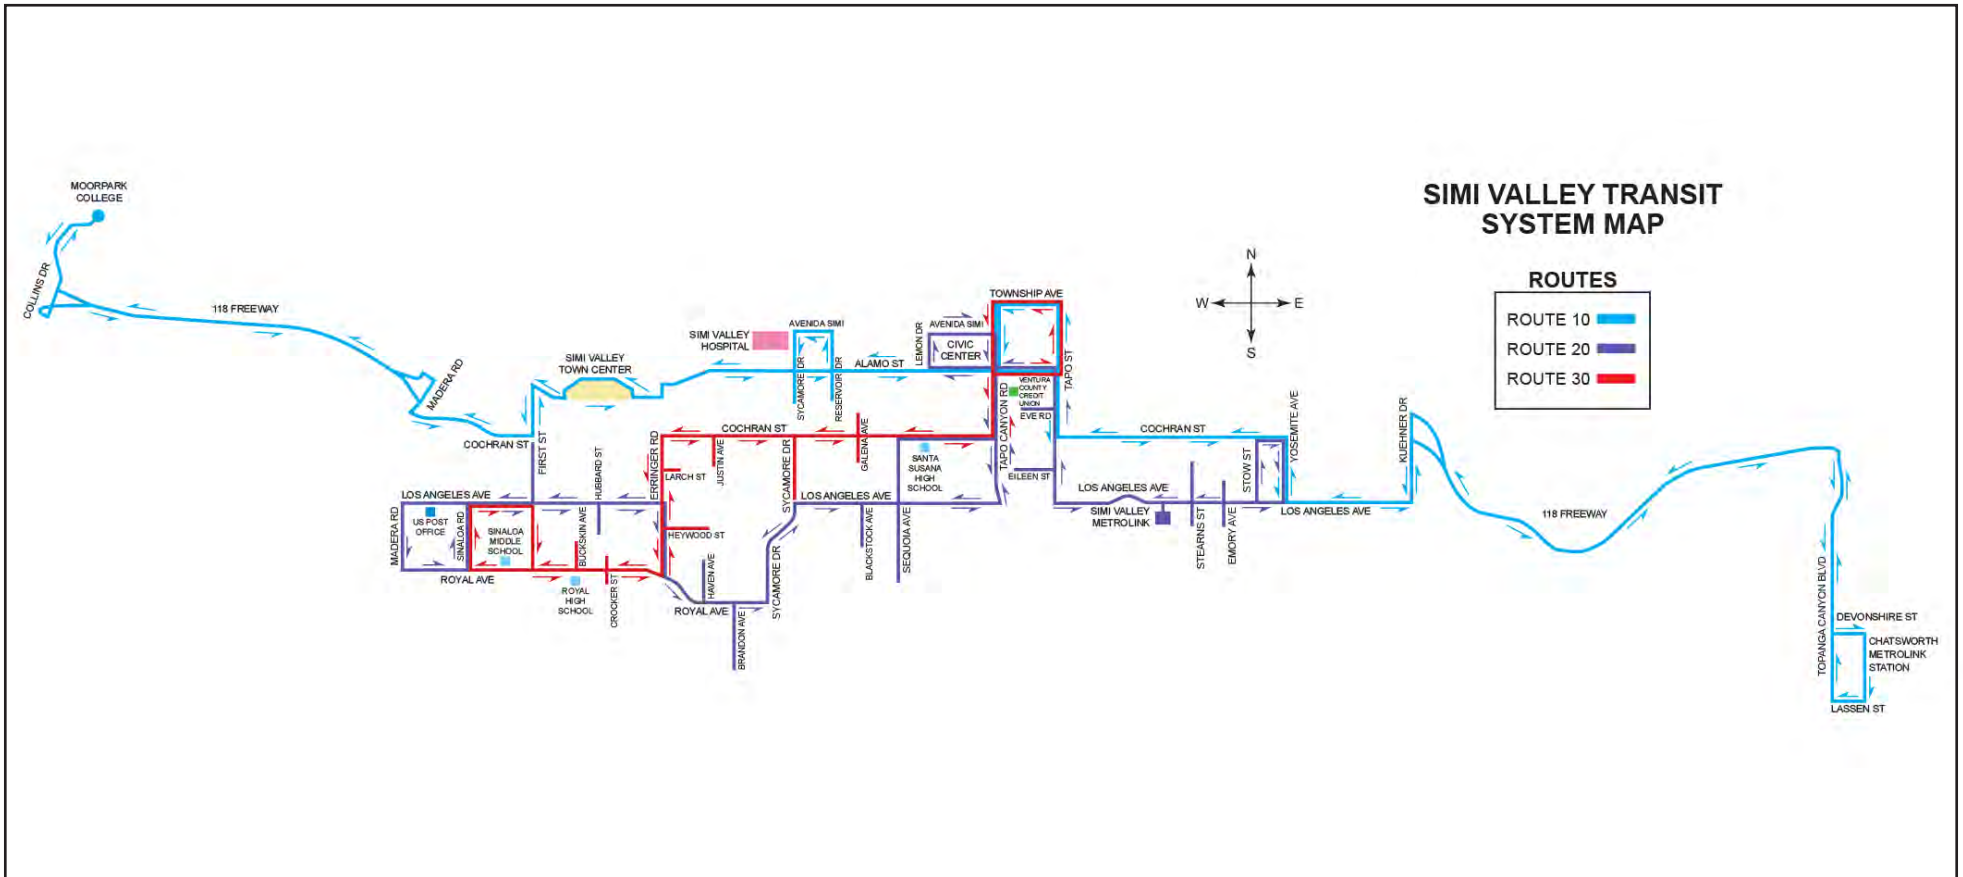 SIMI VALLEY TRANSIT
SYSTEM MAP
ROUTES
ROUTE 10
ROUTE 20
ROUTE 30
N
W
E
S
MOORPARK
COLLEGE
COLLINS DR
118 FREEWAY
MADERA RD
COCHRAN ST
FIRST ST
SIMI VALLEY
TOWN CENTER
SIMI VALLEY
HOSPITAL
AVENIDA SIMI
SYCAMORE DR
RESERVOIR DR
ALAMO ST
LEMON DR
AVENIDA SIMI
CIVIC
CENTER
TOWNSHIP AVE
TAPO ST
TAPO CANYON RD
VENTURA
COUNTY
CREDIT
UNION
EVE RD
EILEEN ST
COCHRAN ST
ERRINGER RD
LARCH ST
JUSTIN AVE
SYCAMORE DR
GALENA AVE
SANTA
SUSANA
HIGH
SCHOOL
LOS ANGELES AVE
HUBBARD ST
MADERA RD
US POST
OFFICE
SINALOA RD
SINALOA
MIDDLE
SCHOOL
BUCKSKIN AVE
ROYAL AVE
ROYAL
HIGH
SCHOOL
CROCKER ST
HEYWOOD ST
HAVEN AVE
ROYAL AVE
BRANDON AVE
SYCAMORE DR
LOS ANGELES AVE
BLACKSTOCK AVE
SEQUOIA AVE
LOS ANGELES AVE
SIMI VALLEY
METROLINK
STEARNS ST
EMORY AVE
STOW ST
COCHRAN ST
YOSEMITE AVE
LOS ANGELES AVE
KUEHNER DR
118 FREEWAY
TOPANGA CANYON BLVD
DEVONSHIRE ST
CHATSWORTH
METROLINK
STATION
LASSEN ST